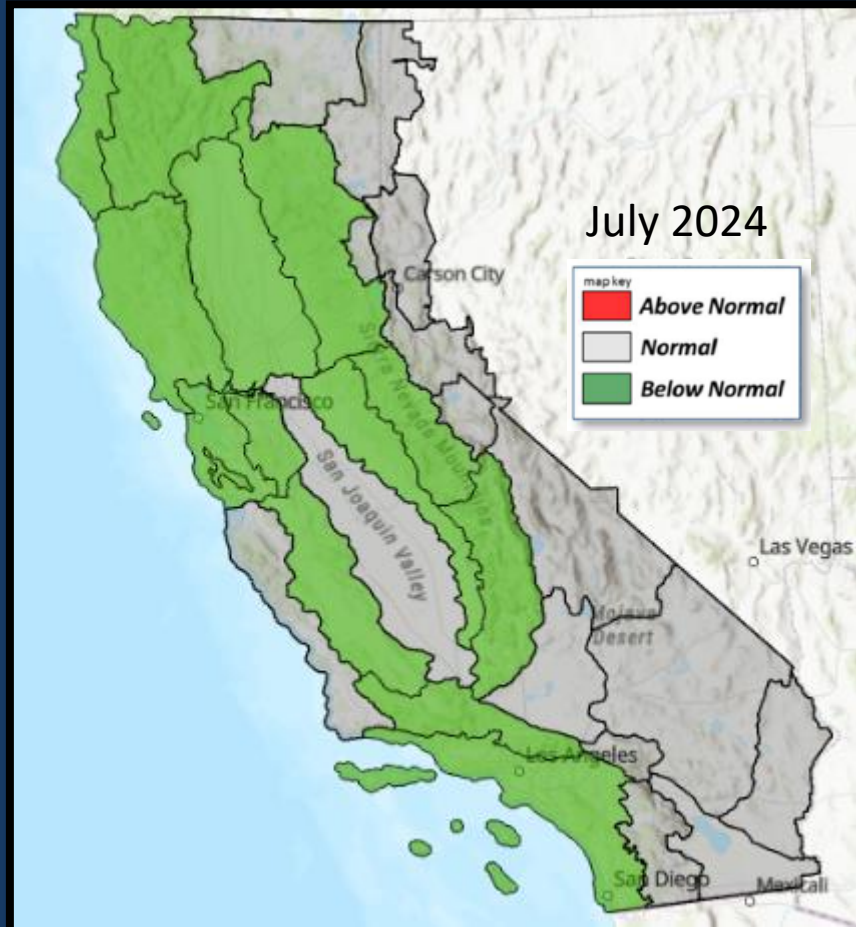 July 2024
map key
Above Normal
Normal
Below Normal
Carson City
Sierra Nevada Mountains
San Francisco
San Joaquin Valley
Las Vegas
Mojave
Desert
Los Angeles
San Diego
Mexicali